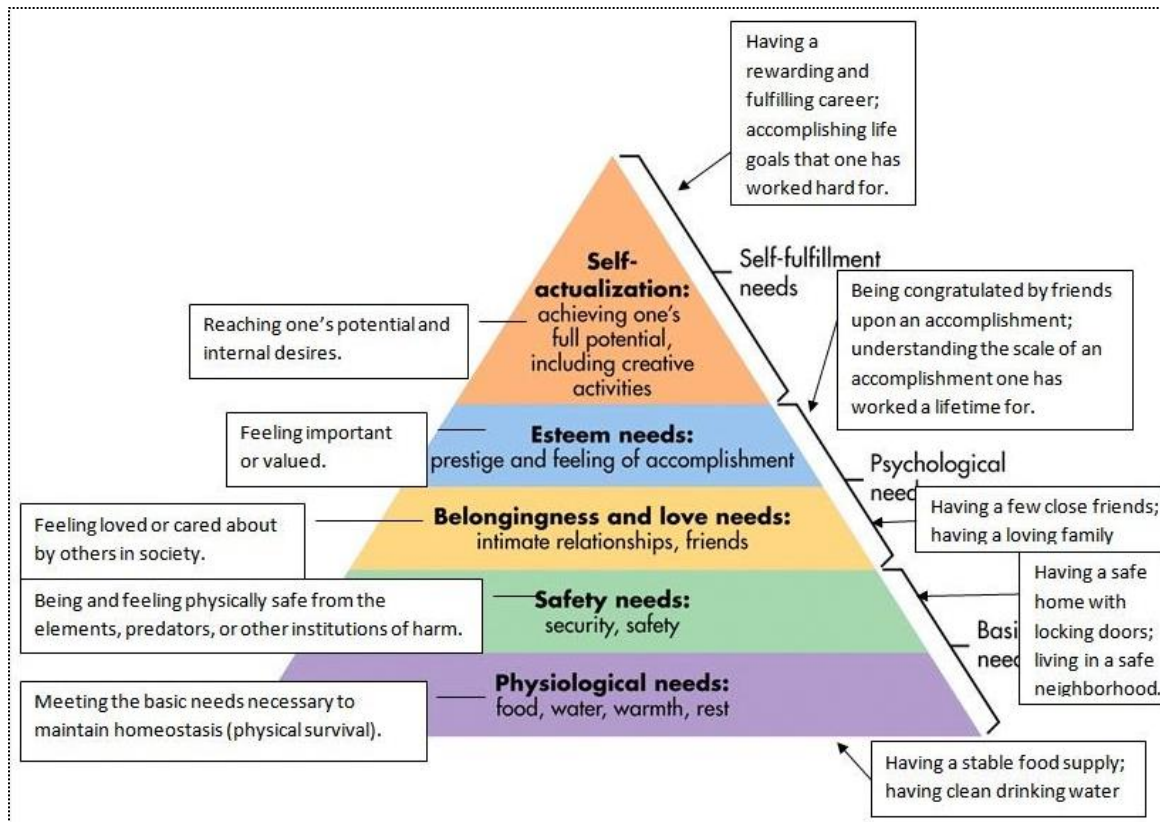 Having a
rewarding and
fulfilling career;
accomplishing life
goals that one has
worked hard for.
Self-fulfillment
needs
Self-
actualization:
achieving one's
full potential,
including creative
activities
Reaching one's potential and
internal desires.
Being congratulated by friends
upon an accomplishment;
understanding the scale of an
accomplishment one has
worked a lifetime for.
Feeling important
or valued.
Esteem needs:
prestige and feeling of accomplishment
Psychological
Having a few close friends;
having a loving family
Feeling loved or cared about
by others in society.
Belongingness and love needs:
intimate relationships, friends
Having a safe
home with
locking doors;
living in a safe
neighborhood.
Being and feeling physically safe from the
elements, predators, or other institutions of harm.
Safety needs:
security, safety
Meeting the basic needs necessary to
maintain homeostasis (physical survival).
Physiological needs:
food, water, warmth, rest
Having a stable food supply;
having clean drinking water